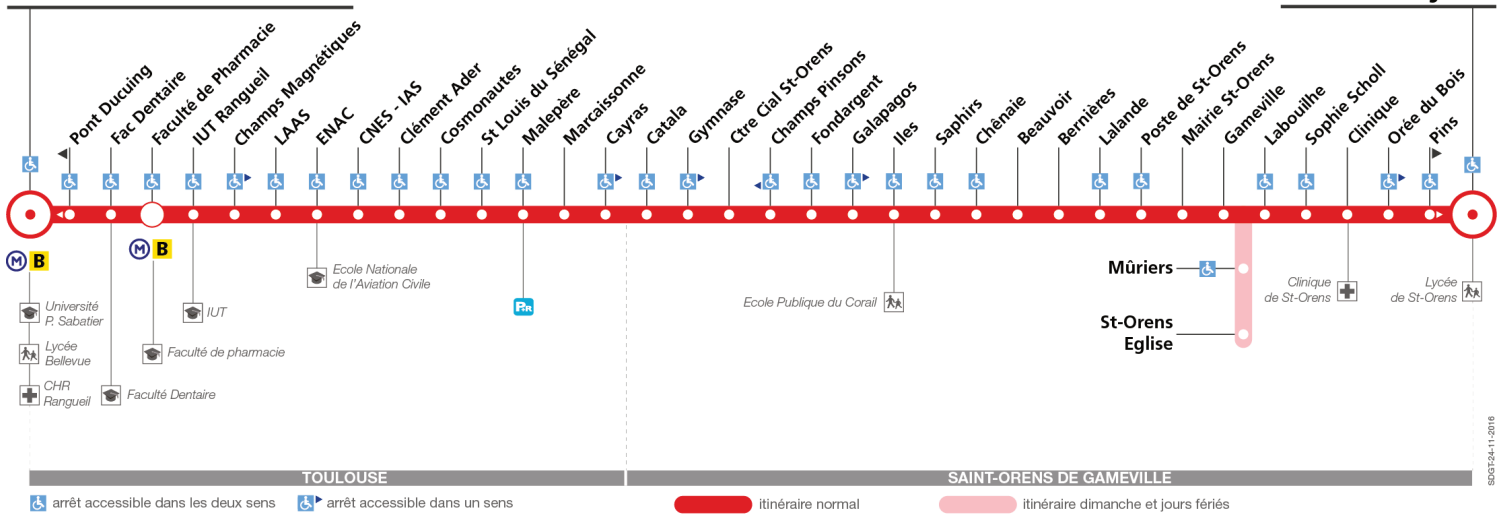 Pont Ducuing
Fac Dentaire
Faculté de Pharmacie
IUT Rangueil
Champs Magnétiques
LAAS
ENAC
CNES - IAS
Clément Ader
Cosmonautes
St Louis du Sénégal
Malepère
Marcaissonne
Cayras
Catala
Gymnase
Ctre Cial St-Orens
Champs Pinsons
Fondargent
Galapagos
Iles
Saphirs
Chênaie
Beauvoir
Bernières
Lalande
Poste de St-Orens
Mairie St-Orens
Gameville
Labouilhe
Sophie Scholl
Clinique
Orée du Bois
Pins
M B
M B
Université
P. Sabatier
Lycée
Bellevue
CHR
Rangueil
Faculté Dentaire
Faculté de pharmacie
IUT
Ecole Nationale
de l'Aviation Civile
P+R
Ecole Publique du Corail
Mûriers
St-Orens
Eglise
Clinique
de St-Orens
Lycée
de St-Orens
TOULOUSE
SAINT-ORENS DE GAMEVILLE
arrêt accessible dans les deux sens
arrêt accessible dans un sens
itinéraire normal
itinéraire dimanche et jours fériés
SDGT-24-11-2016